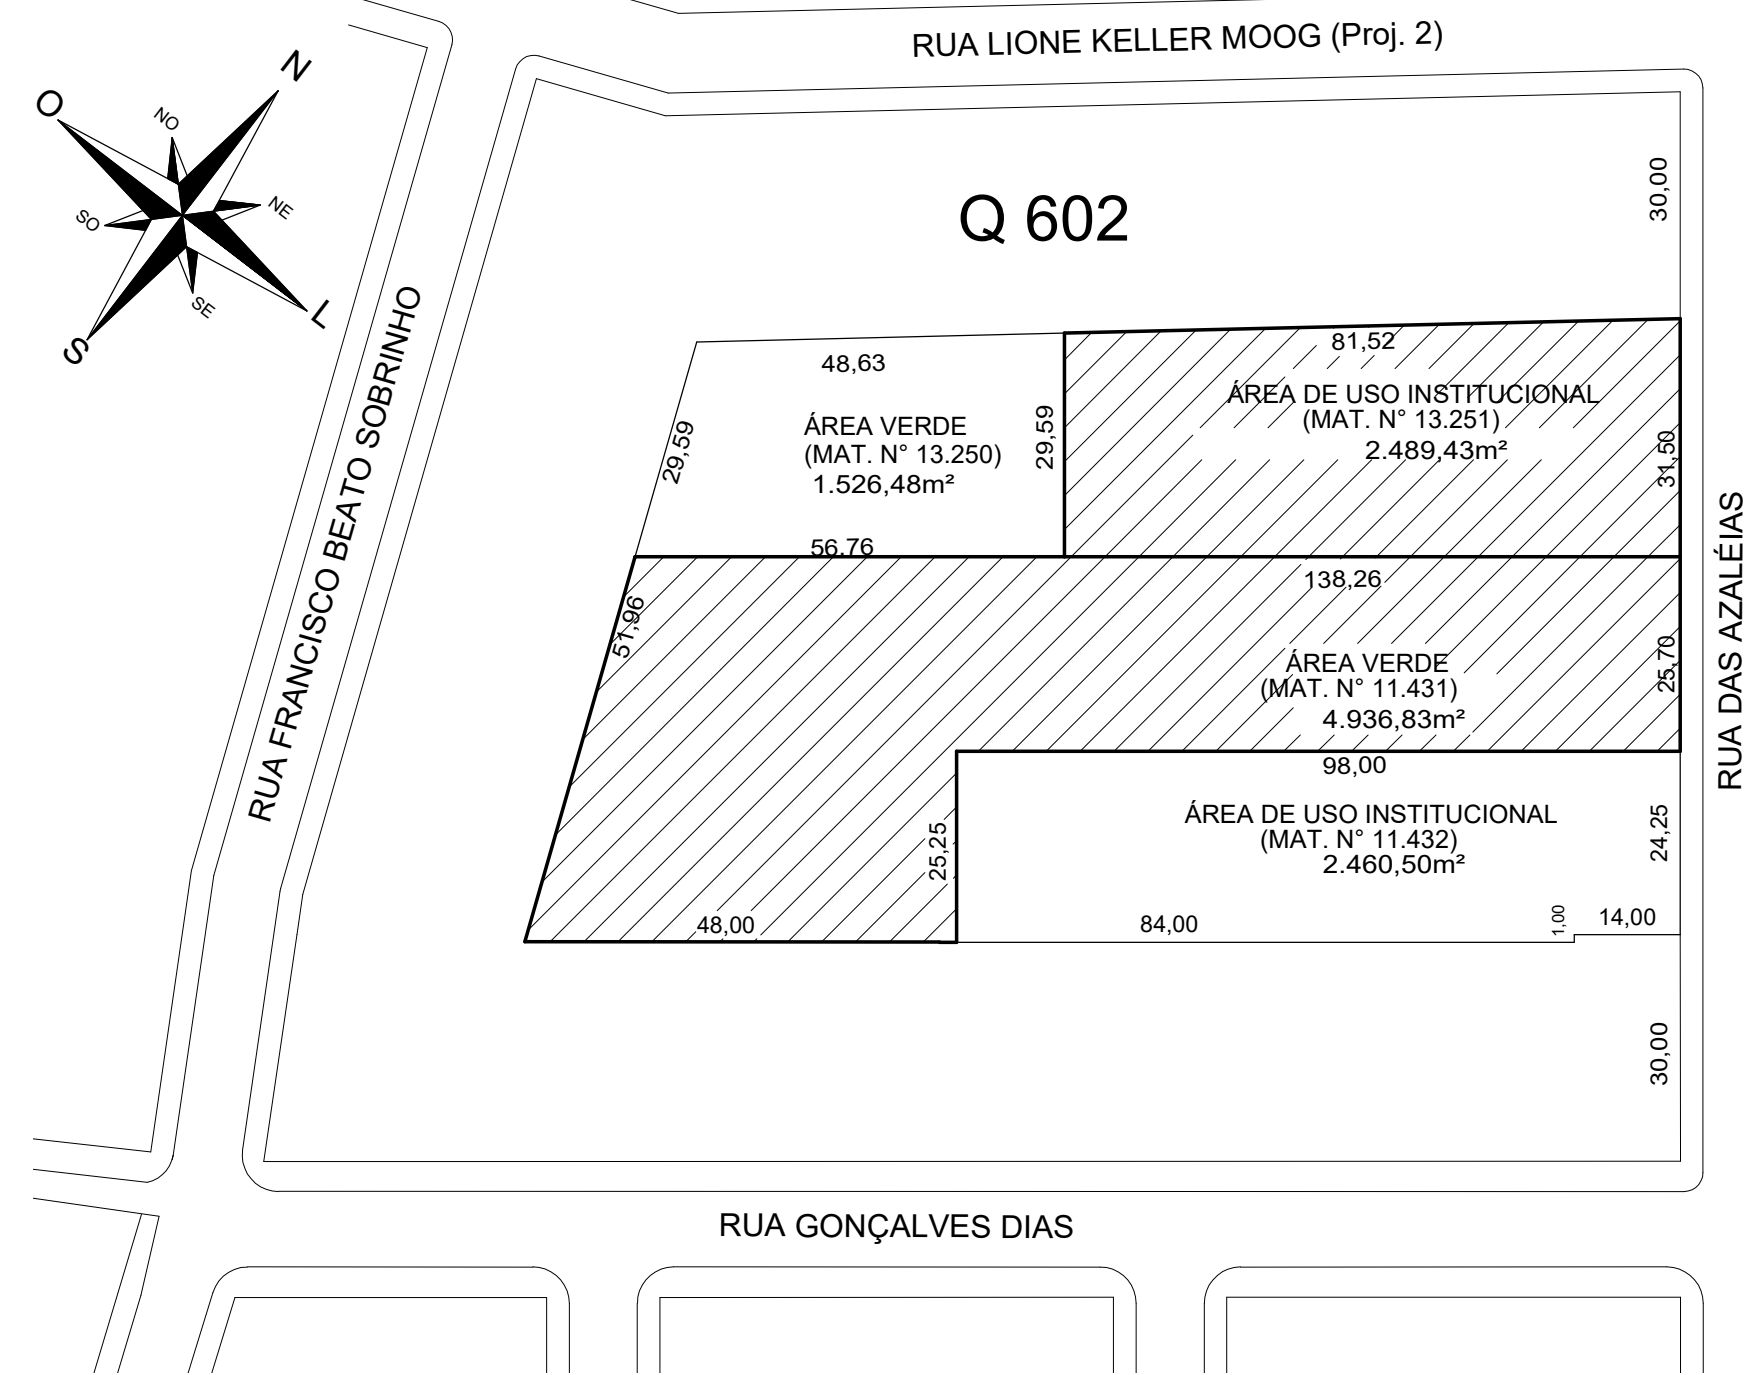 RUA LIONE KELLER MOOG (Proj. 2)
N
O
NO
NE
SO
SE
L
S
Q 602
30,00
RUA FRANCISCO BEATO SOBRINHO
48,63
29,59
ÁREA VERDE
(MAT. N° 13.250)
1.526,48m²
29,59
56,76
81,52
ÁREA DE USO INSTITUCIONAL
(MAT. N° 13.251)
2.489,43m²
31,50
RUA DAS AZALÉIAS
138,26
51,96
ÁREA VERDE
(MAT. N° 11.431)
4.936,83m²
25,70
98,00
ÁREA DE USO INSTITUCIONAL
(MAT. N° 11.432)
2.460,50m²
25,25
24,25
48,00
84,00
1,00
14,00
30,00
RUA GONÇALVES DIAS